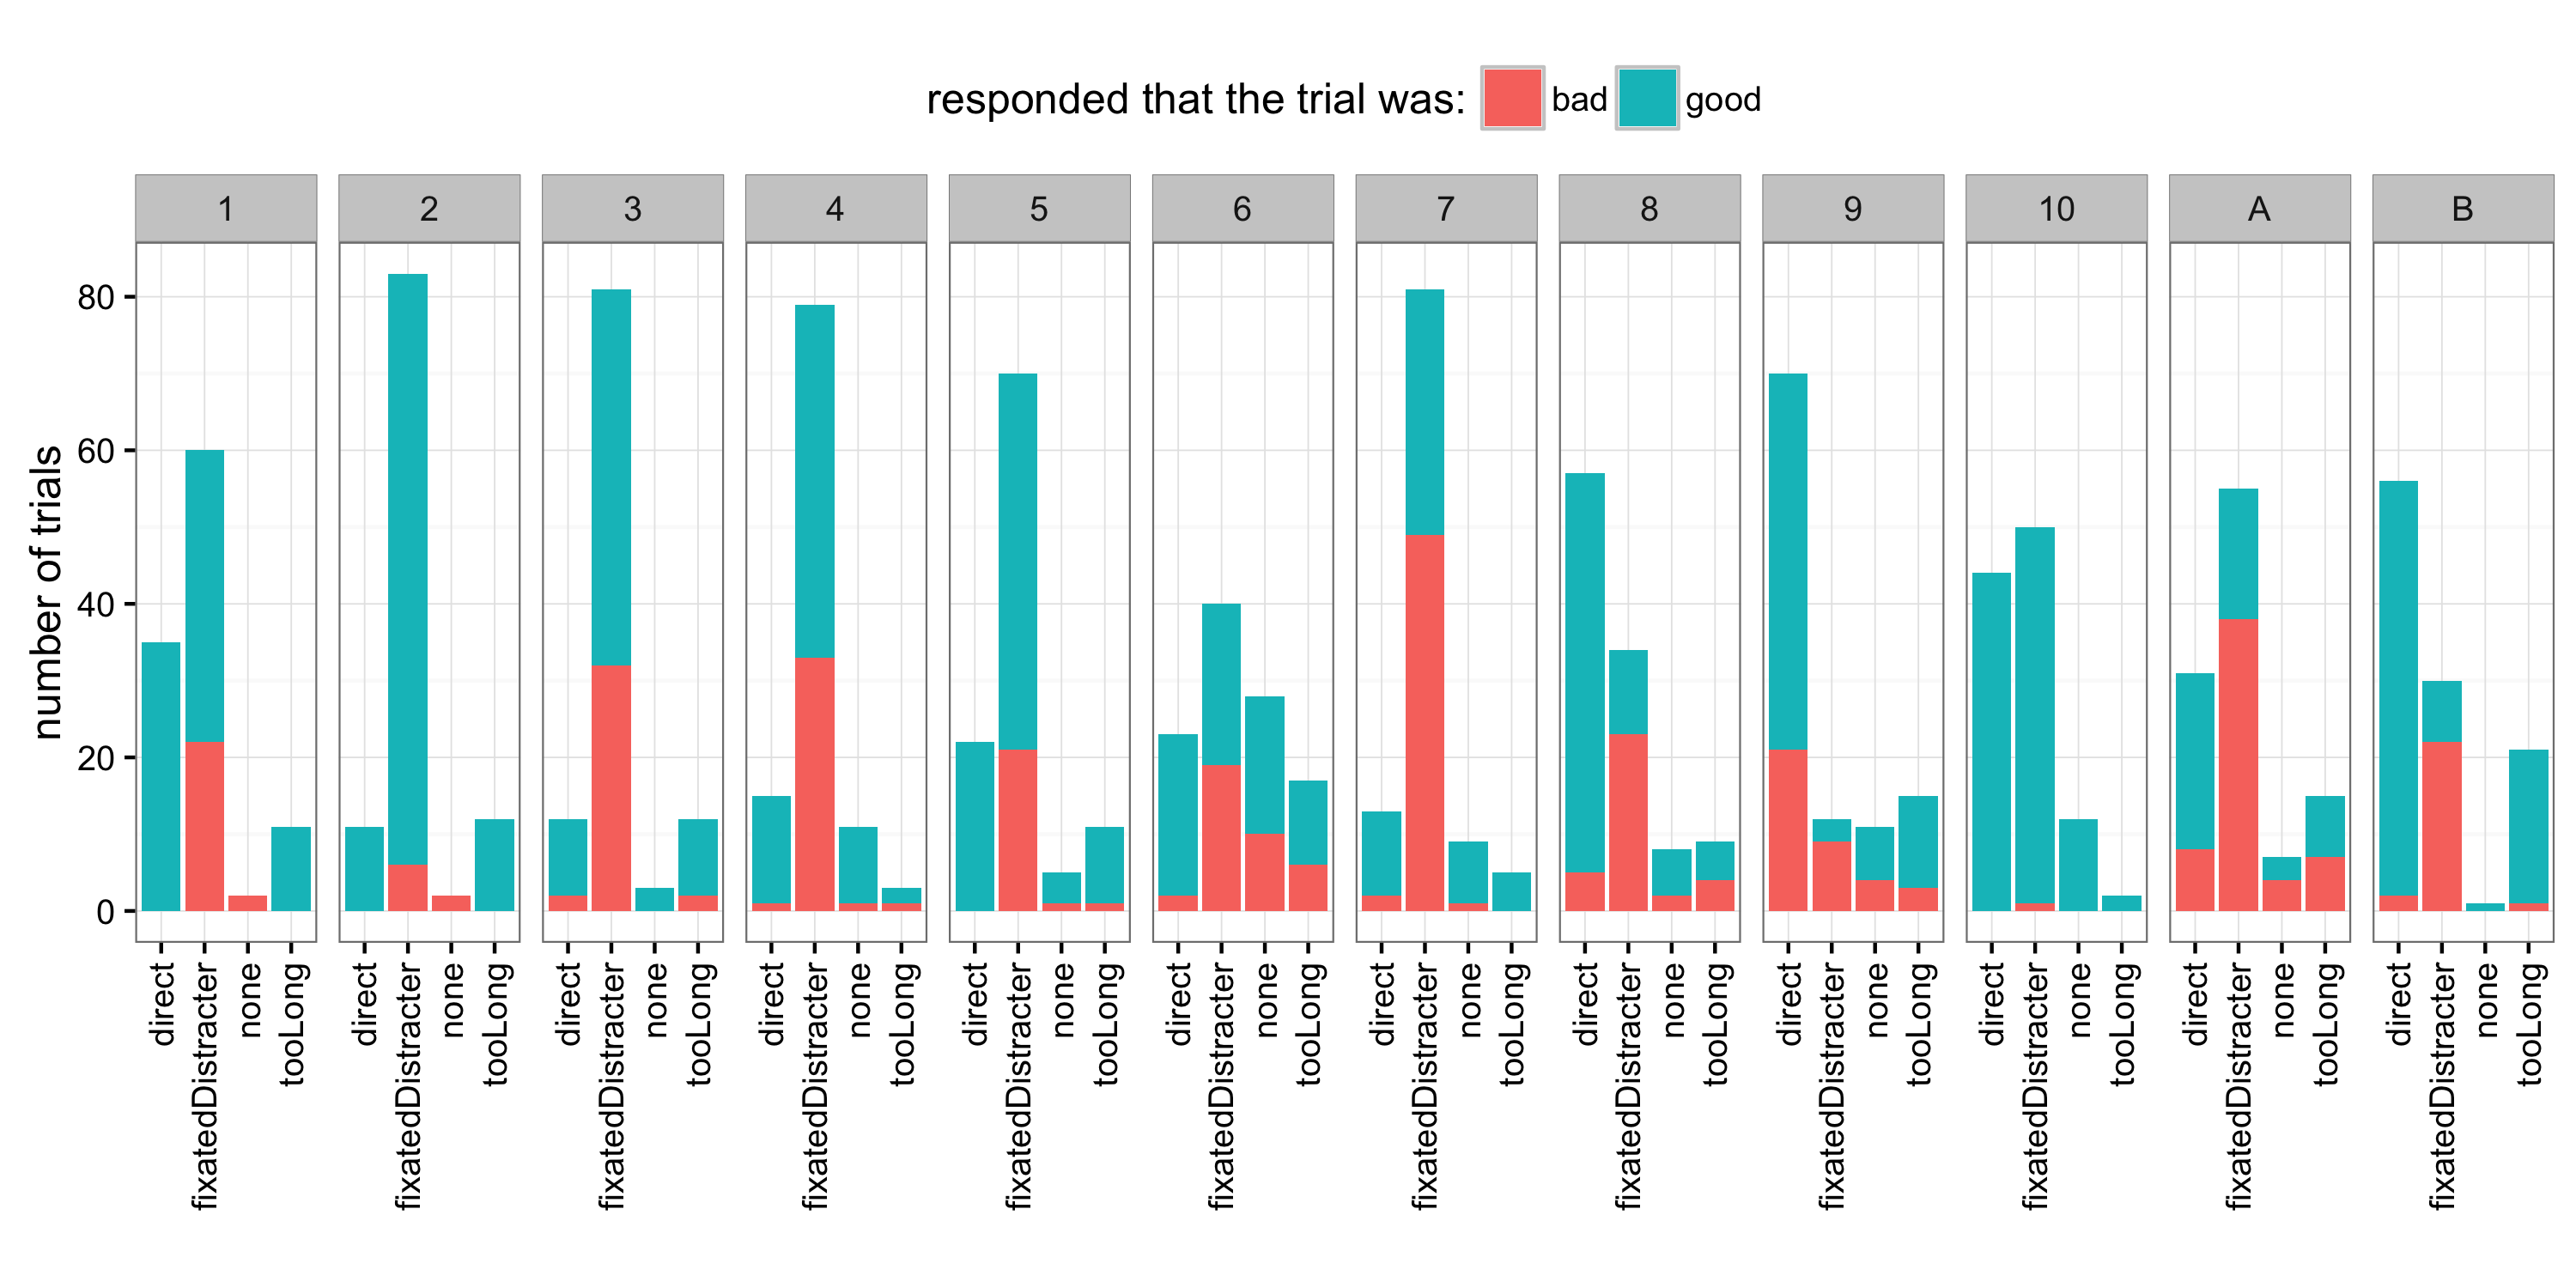 responded that the trial was: bad good
1 2 3 4 5 6 7 8 9 10 A B
number of trials
80
60
40
20
0
direct fixatedDistracter none tooLong direct fixatedDistracter none tooLong direct fixatedDistracter none tooLong direct fixatedDistracter none tooLong direct fixatedDistracter none tooLong direct fixatedDistracter none tooLong direct fixatedDistracter none tooLong direct fixatedDistracter none tooLong direct fixatedDistracter none tooLong direct fixatedDistracter none tooLong direct fixatedDistracter none tooLong direct fixatedDistracter none tooLong